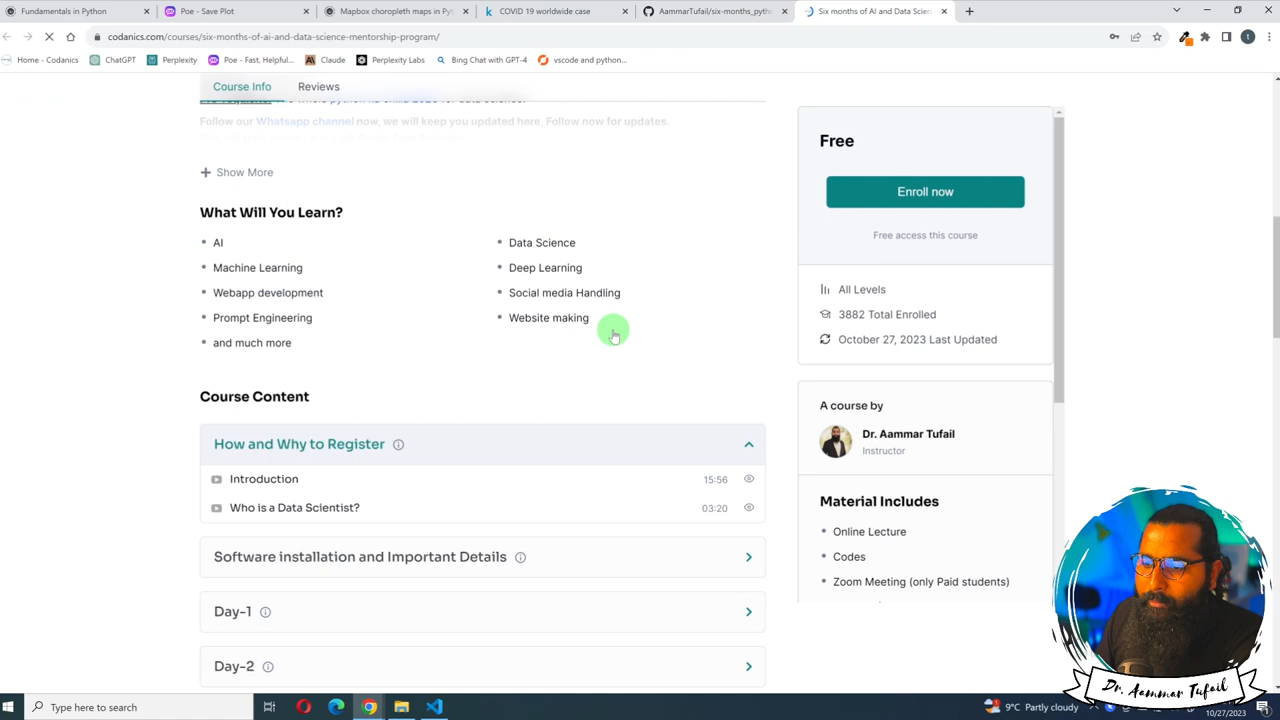 Fundamentals in Python
Poe - Save Plot
Mapbox choropleth maps in Py
COVID 19 worldwide case
AammarTufail/six-months_pyth
Six months of AI and Data Scien
codanics.com/courses/six-months-of-ai-and-data-science-mentorship-program/
t
Home - Codanics
ChatGPT
Perplexity
Poe - Fast, Helpful...
Claude
Perplexity Labs
Bing Chat with GPT-4
vscode and python...
Course Info
Reviews
Follow our Whatsapp channel now, we will keep you updated here, Follow now for updates.
+ Show More
What Will You Learn?
AI
Data Science
Machine Learning
Deep Learning
Webapp development
Social media Handling
Prompt Engineering
Website making
and much more
Free
Enroll now
Free access this course
All Levels
3882 Total Enrolled
October 27, 2023 Last Updated
Course Content
How and Why to Register
Introduction
15:56
Who is a Data Scientist?
03:20
Software installation and Important Details
Day-1
Day-2
A course by
Dr. Aammar Tufail
Instructor
Material Includes
Online Lecture
Codes
Zoom Meeting (only Paid students)
Dr. Aammar Tufail
Type here to search
9°C Partly cloudy
10/27/2023